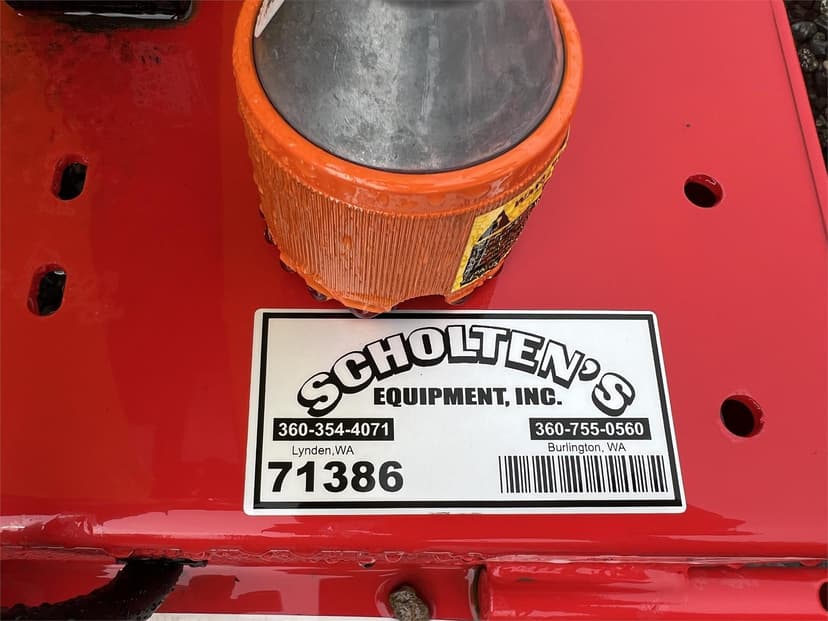 SCHOLTEN'S
EQUIPMENT, INC.
360-354-4071
Lynden,WA
360-755-0560
Burlington, WA
71386